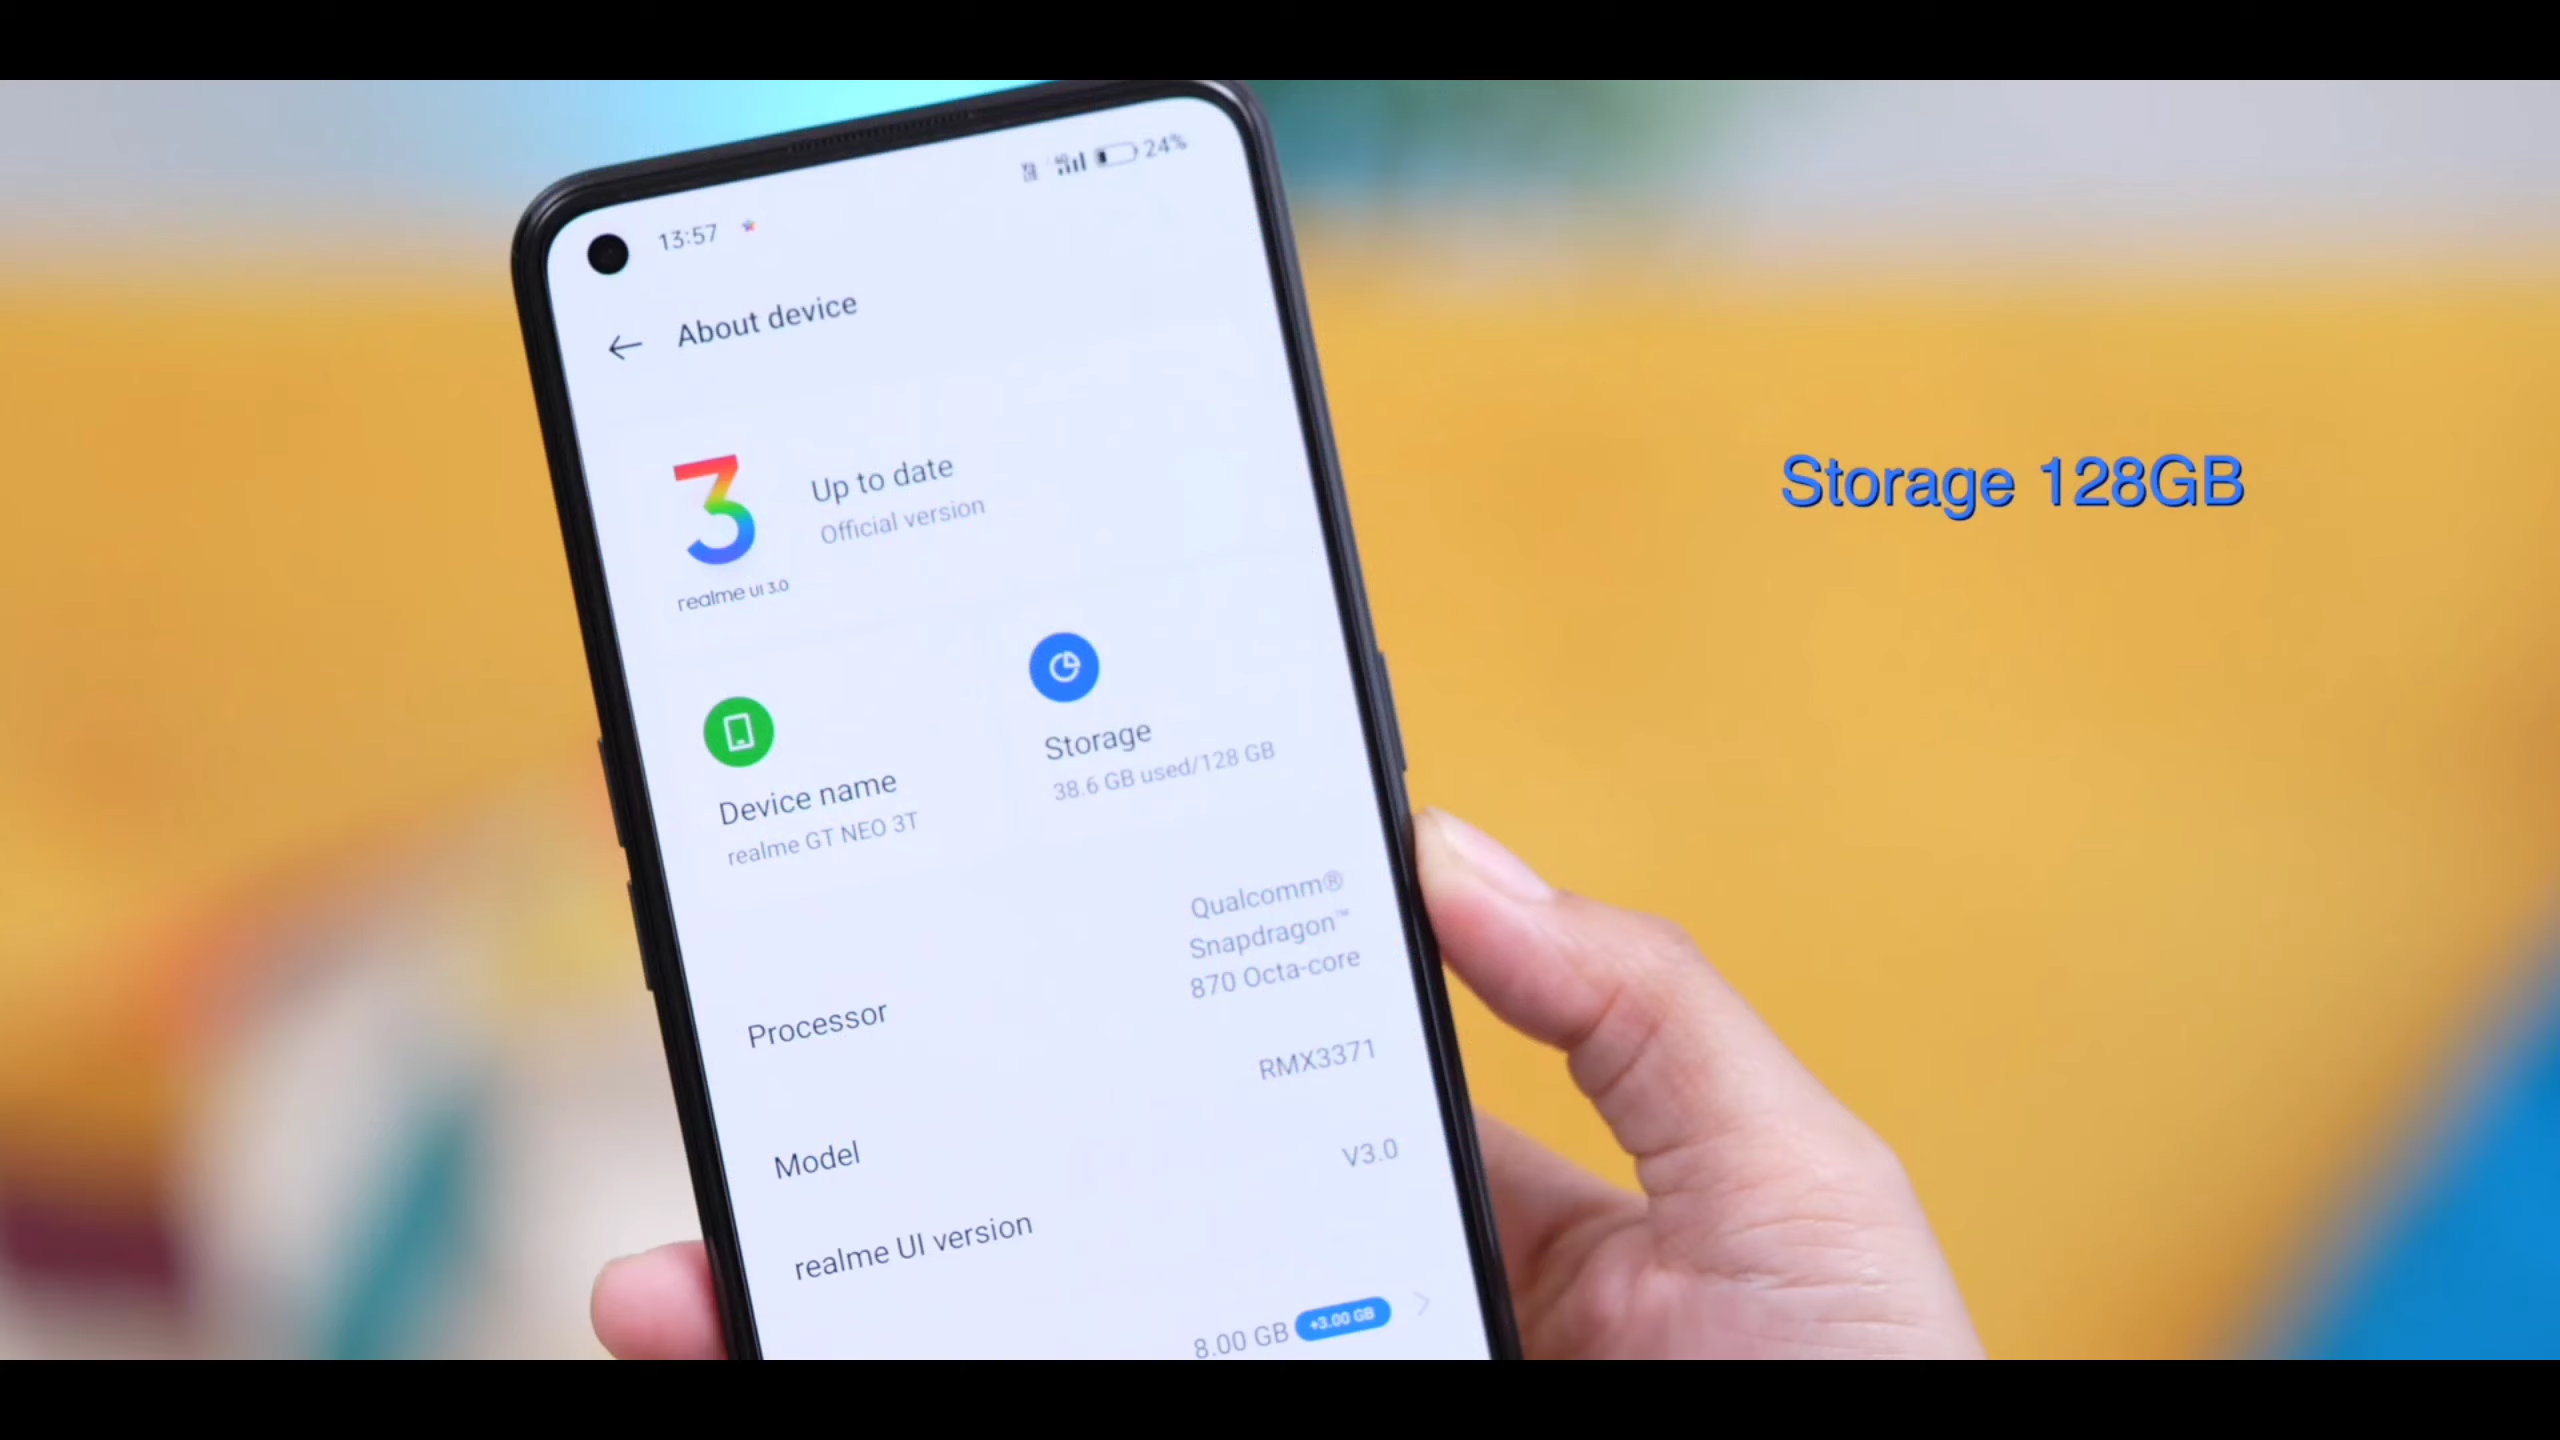 13:57
24%
About device
3
realme UI 3.0
Up to date
Official version
Device name
realme GT NEO 3T
Storage
38.6 GB used/128 GB
Processor
Qualcomm®
Snapdragon™
870 Octa-core
Model
RMX3371
realme UI version
V3.0
8.00 GB +3.00 GB
Storage 128GB